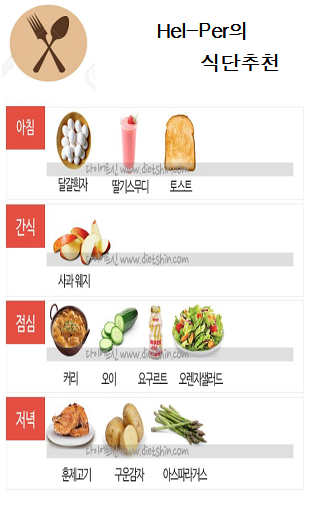 Hel-Per의
식단추천
아침
다이어트신 www.dietshin.com
달걀흰자 딸기스무디 토스트
간식
다이어트신 www.dietshin.com
사과 웨지
점심
다이어트신 www.dietshin.com
커리 오이 요구르트 오렌지샐러드
저녁
다이어트신 www.dietshin.com
훈제고기 구운감자 아스파라거스